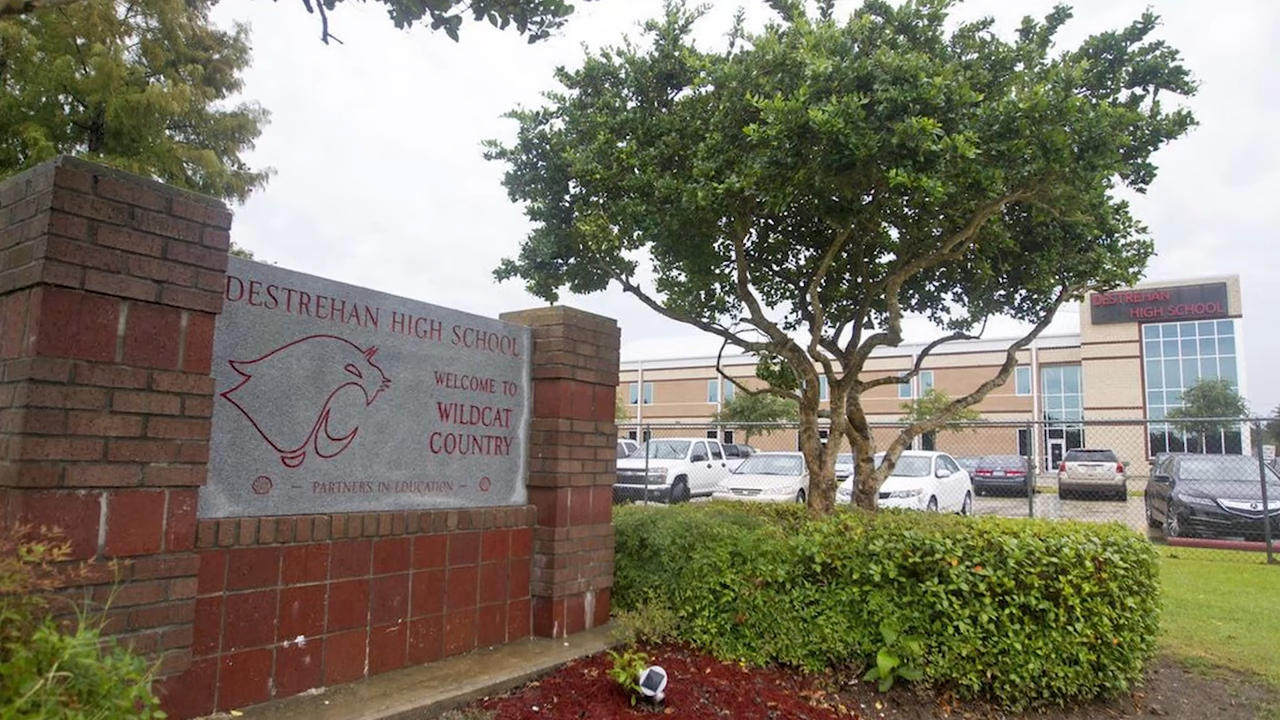 DESTREHAN HIGH SCHOOL
WELCOME TO
WILDCAT
COUNTRY
– PARTNERS IN EDUCATION –
DESTREHAN
HIGH SCHOOL